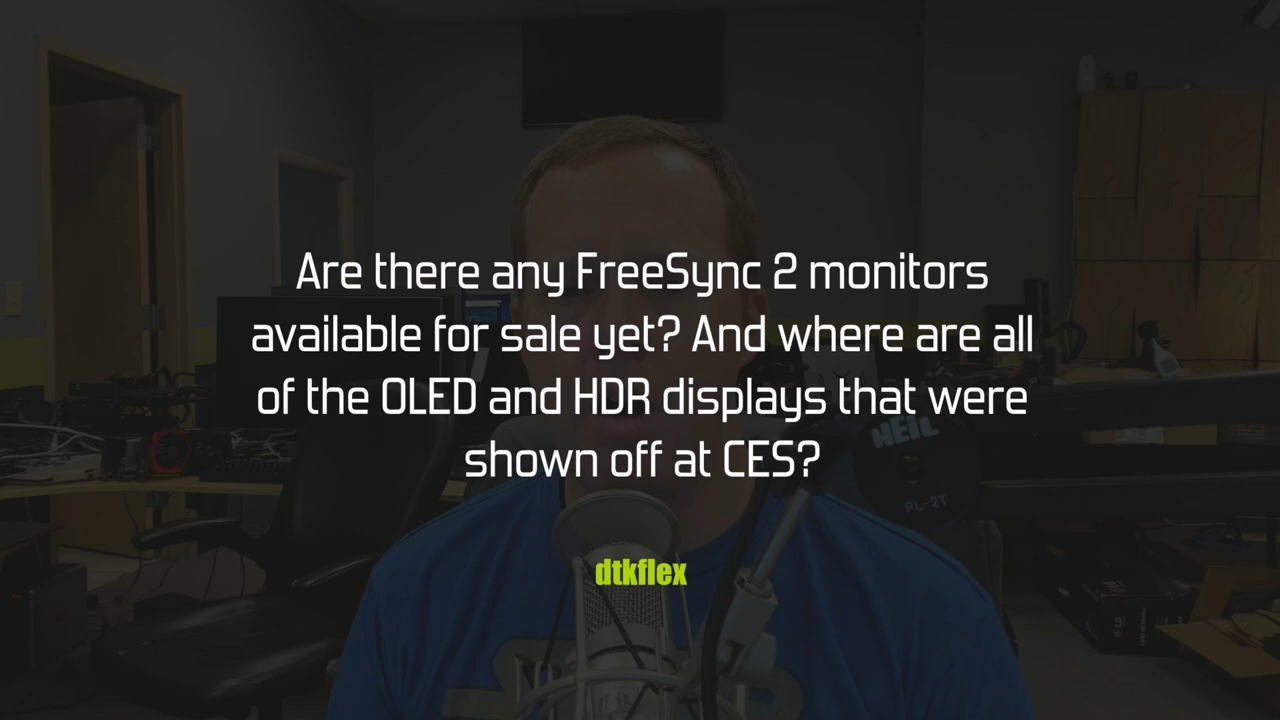 Are there any FreeSync 2 monitors
available for sale yet? And where are all
of the OLED and HDR displays that were
shown off at CES?
NEIL
PL-2T
dtkflex